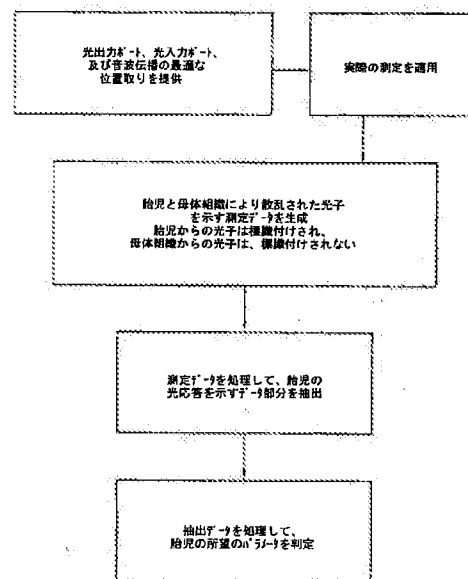 光出力ポート、光入力ポート、
及び音波伝播の最適な
位置取りを提供
実際の測定を適用
胎児と母体組織により散乱された光子
を示す測定データを生成
胎児からの光子は標識付けされ、
母体組織からの光子は、標識付けされない
測定データを処理して、胎児の
光応答を示すデータ部分を抽出
抽出データを処理して、
胎児の所望のパラメータを判定